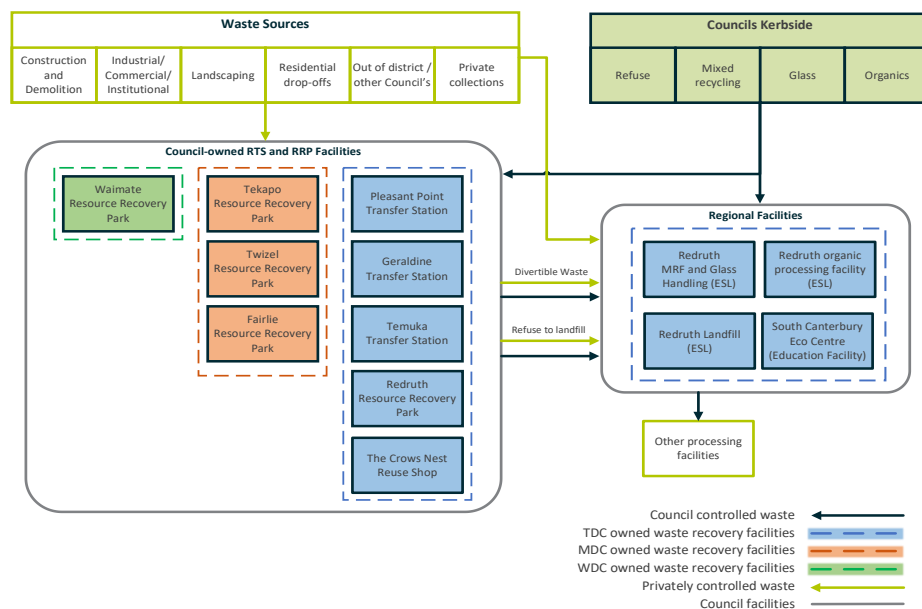 Waste Sources
Construction
and
Demolition
Industrial/
Commercial/
Institutional
Landscaping
Residential
drop-offs
Out of district /
other Council's
Private
collections
Councils Kerbside
Refuse
Mixed
recycling
Glass
Organics
Council-owned RTS and RRP Facilities
Waimate
Resource Recovery
Park
Tekapo
Resource Recovery
Park
Twizel
Resource Recovery
Park
Fairlie
Resource Recovery
Park
Pleasant Point
Transfer Station
Geraldine
Transfer Station
Temuka
Transfer Station
Redruth
Resource Recovery
Park
The Crows Nest
Reuse Shop
Divertible Waste
Refuse to landfill
Regional Facilities
Redruth
MRF and Glass
Handling (ESL)
Redruth organic
processing facility
(ESL)
Redruth Landfill
(ESL)
South Canterbury
Eco Centre
(Education Facility)
Other processing
facilities
Council controlled waste
TDC owned waste recovery facilities
MDC owned waste recovery facilities
WDC owned waste recovery facilities
Privately controlled waste
Council facilities